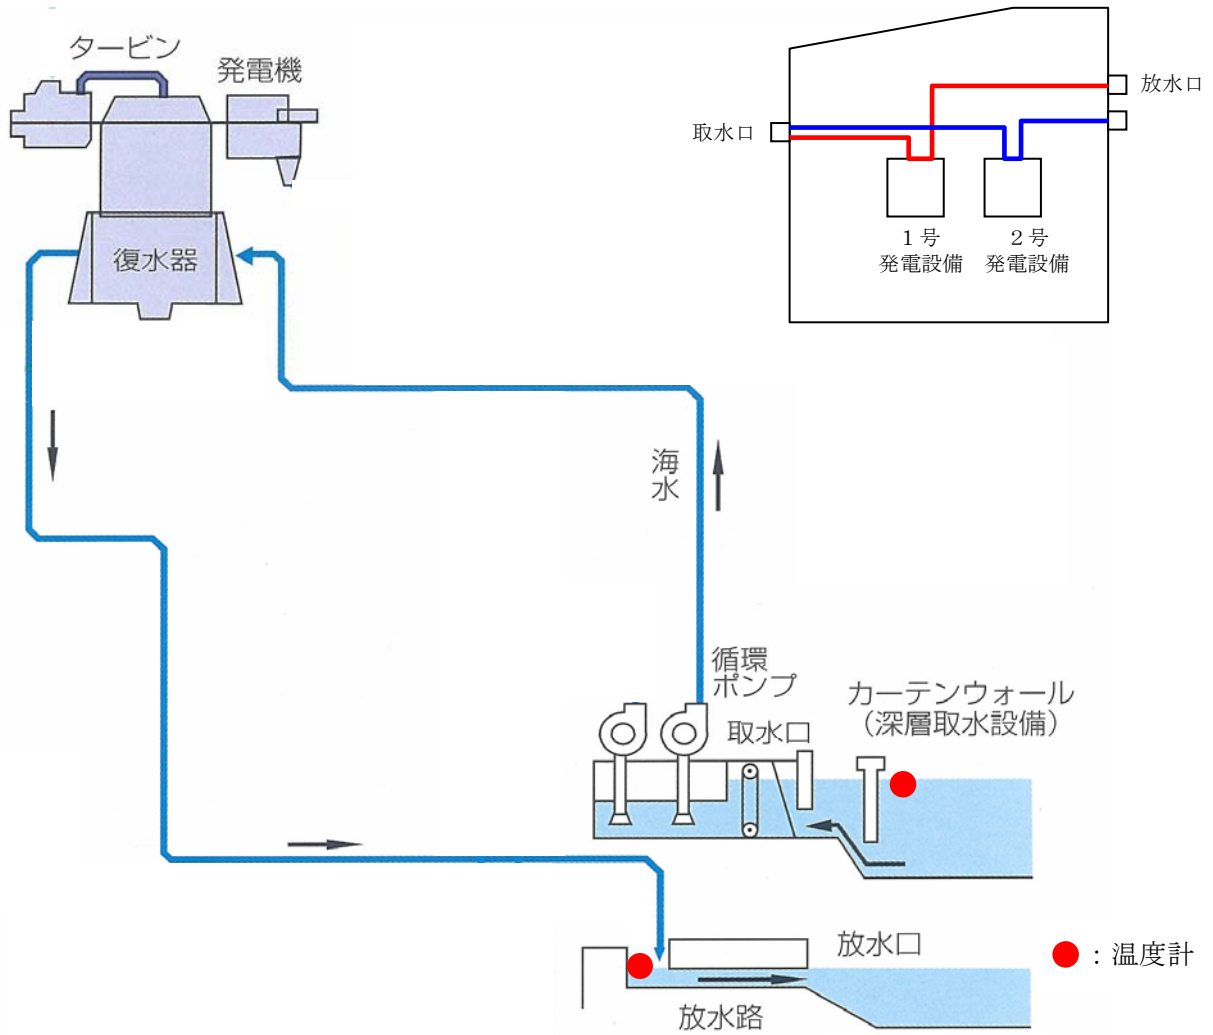 タービン
発電機
復水器
取水口
放水口
1号
発電設備
2号
発電設備
海水
循環
ポンプ
取水口
カーテンウォール
(深層取水設備)
放水口
放水路
:温度計